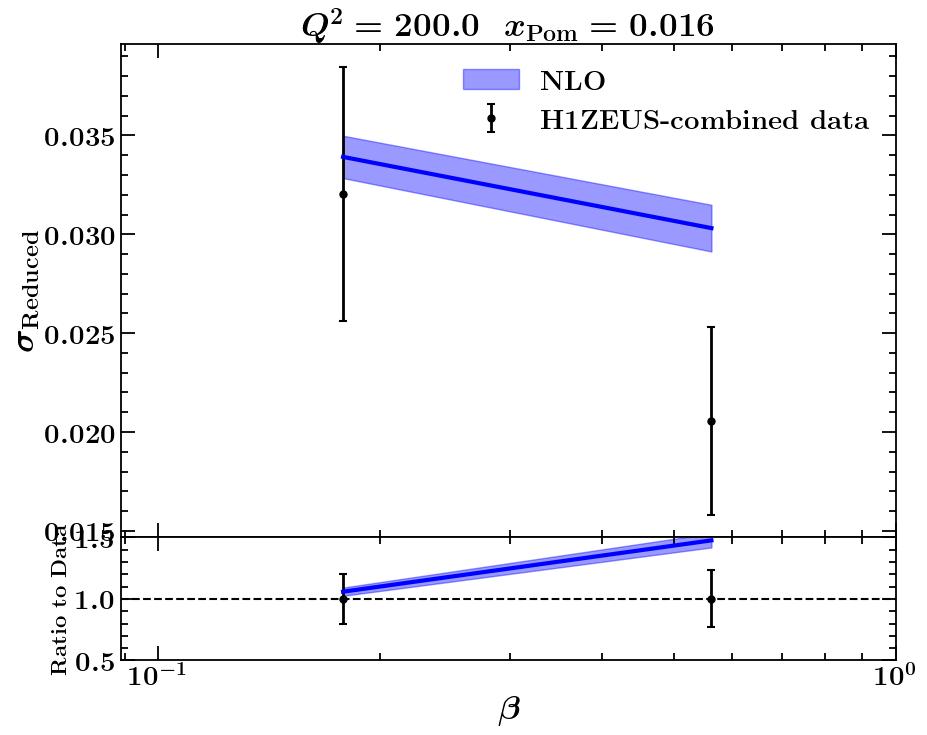 Q² = 200.0 x_Pom = 0.016
NLO
H1ZEUS-combined data
0.035
0.030
0.025
0.020
0.015
σ_Reduced
1.5
1.0
0.5
Ratio to Data
10⁻¹
10⁰
β